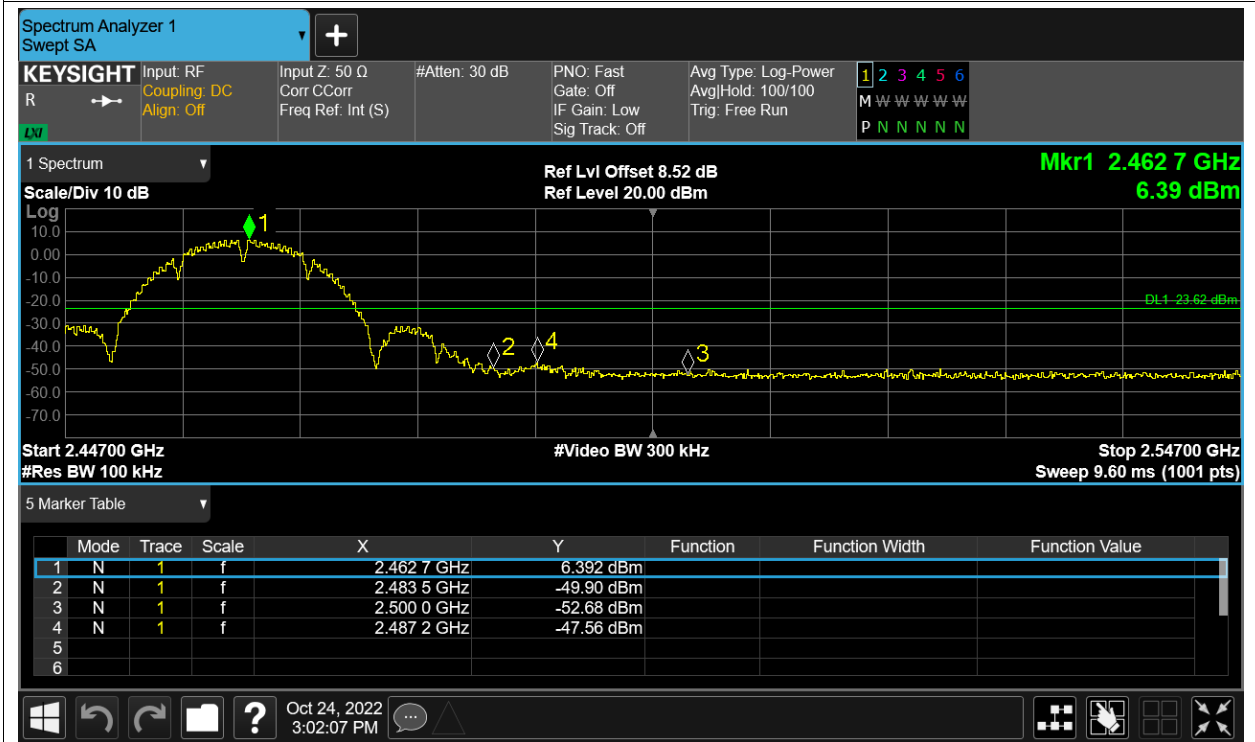 Spectrum Analyzer 1
Swept SA
KEYSIGHT
R
LXI
Input: RF
Coupling: DC
Align: Off
Input Z: 50 Ω
Corr CCorr
Freq Ref: Int (S)
#Atten: 30 dB
PNO: Fast
Gate: Off
IF Gain: Low
Sig Track: Off
Avg Type: Log-Power
Avg|Hold: 100/100
Trig: Free Run
1 2 3 4 5 6
M W W W W W
P N N N N N
1 Spectrum
Scale/Div 10 dB
Ref Lvl Offset 8.52 dB
Ref Level 20.00 dBm
Mkr1 2.462 7 GHz
6.39 dBm
Log
10.0
0.00
-10.0
-20.0
-30.0
-40.0
-50.0
-60.0
-70.0
1
2
4
3
DL1 -23.62 dBm
Start 2.44700 GHz
#Res BW 100 kHz
#Video BW 300 kHz
Stop 2.54700 GHz
Sweep 9.60 ms (1001 pts)
5 Marker Table
Mode Trace Scale X Y Function Function Width Function Value
1 N 1 f 2.462 7 GHz 6.392 dBm
2 N 1 f 2.483 5 GHz -49.90 dBm
3 N 1 f 2.500 0 GHz -52.68 dBm
4 N 1 f 2.487 2 GHz -47.56 dBm
5
6
?
Oct 24, 2022
3:02:07 PM